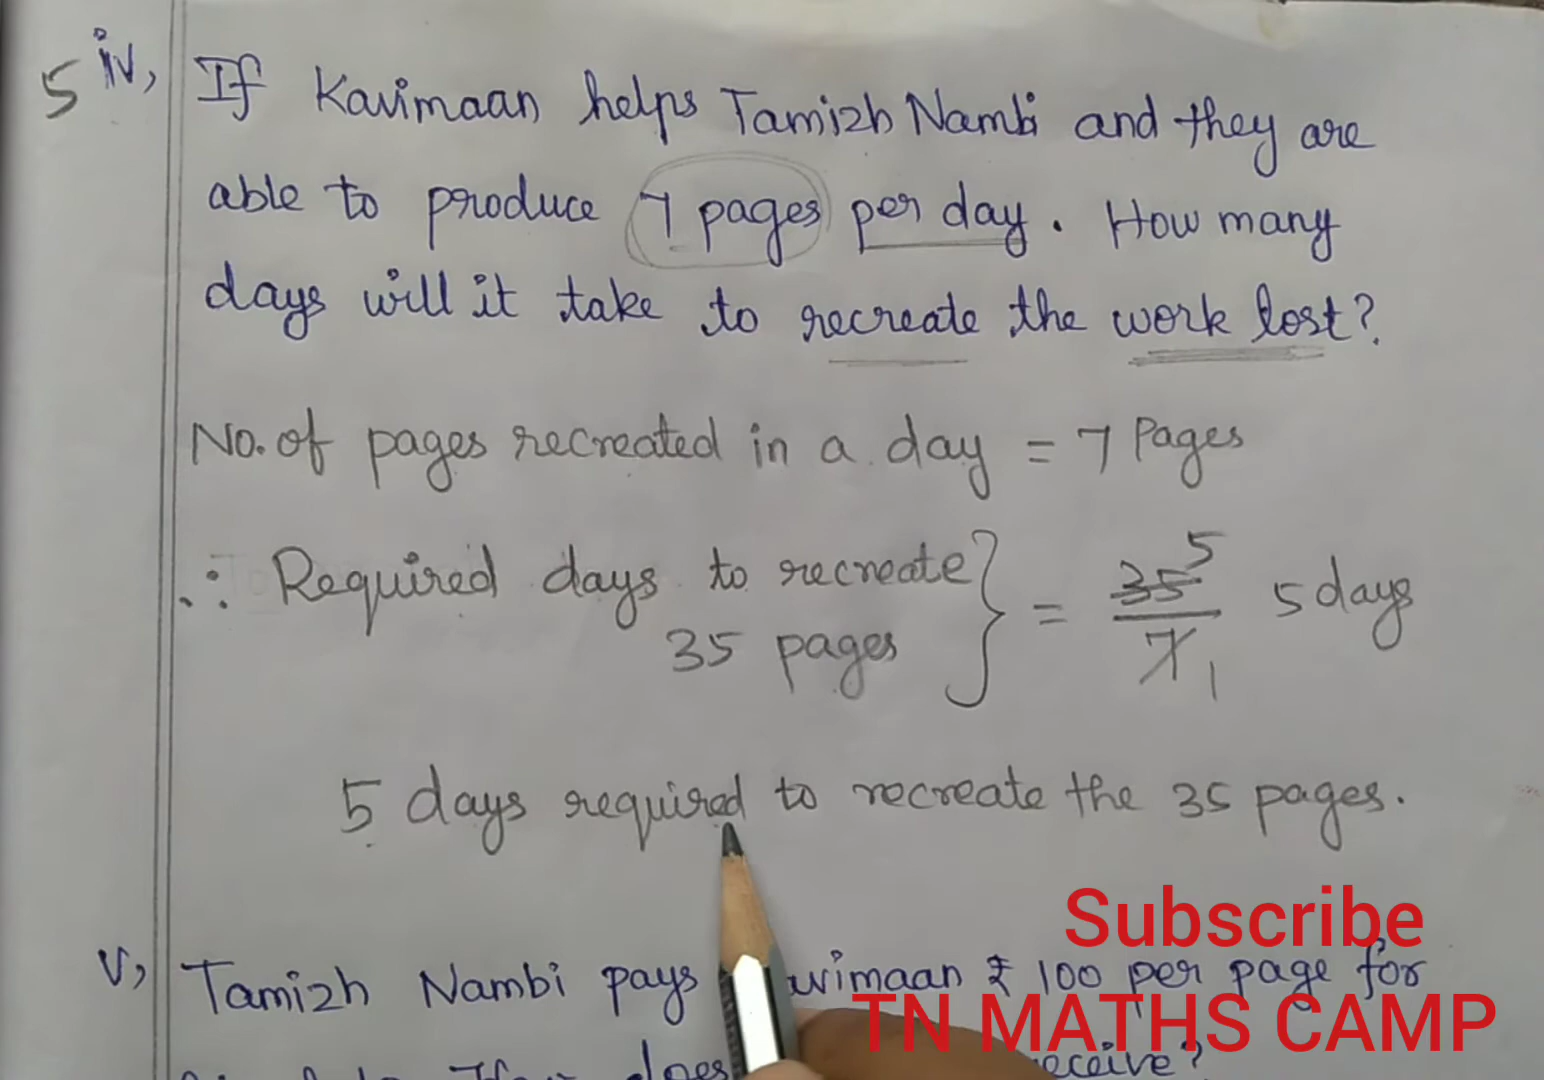 5 iv, If Kavimaan helps Tamizh Nambi and they are
able to produce 7 pages per day. How many
days will it take to recreate the work lost?
No. of pages recreated in a day = 7 Pages
∴ Required days to recreate } = 35 5 / 7 1 5 days
35 pages
5 days required to recreate the 35 pages.
Subscribe
v, Tamizh Nambi pays wimaan ₹ 100 per page for
TN MATHS CAMP
does eceive?